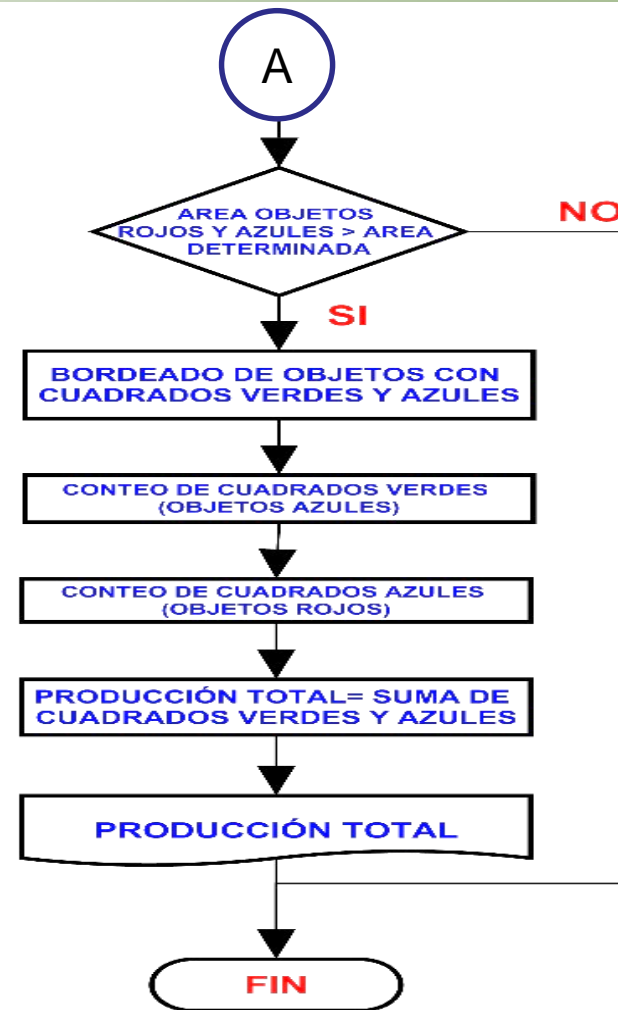 A
AREA OBJETOS
ROJOS Y AZULES > AREA
DETERMINADA
NO
SI
BORDEADO DE OBJETOS CON
CUADRADOS VERDES Y AZULES
CONTEO DE CUADRADOS VERDES
(OBJETOS AZULES)
CONTEO DE CUADRADOS AZULES
(OBJETOS ROJOS)
PRODUCCIÓN TOTAL= SUMA DE
CUADRADOS VERDES Y AZULES
PRODUCCIÓN TOTAL
FIN